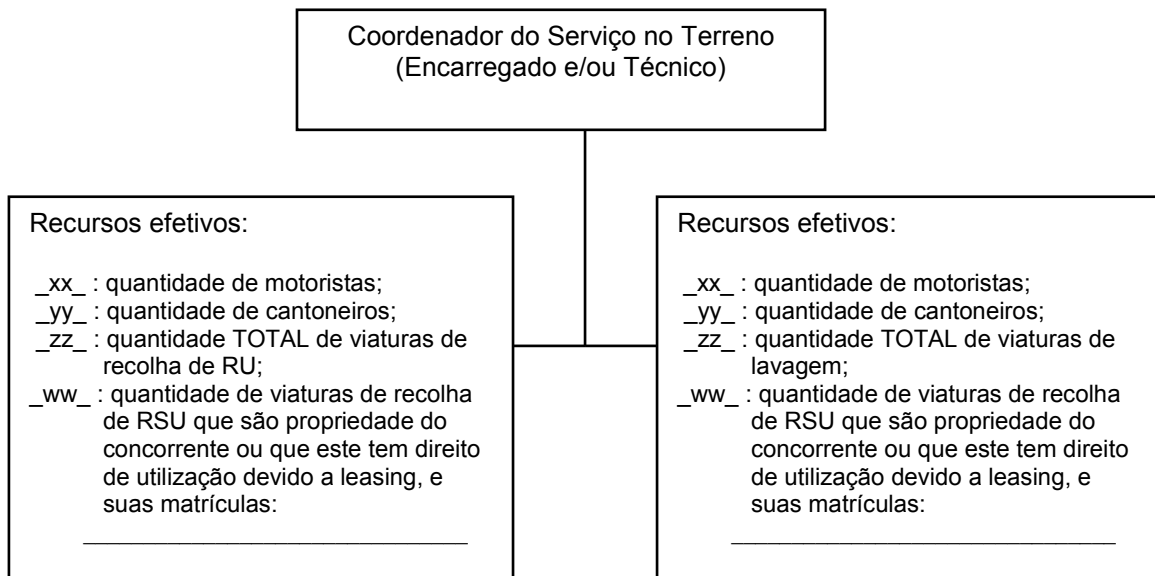 Coordenador do Serviço no Terreno
(Encarregado e/ou Técnico)
Recursos efetivos:
_xx_ : quantidade de motoristas;
_yy_ : quantidade de cantoneiros;
_zz_ : quantidade TOTAL de viaturas de
recolha de RU;
_ww_ : quantidade de viaturas de recolha
de RSU que são propriedade do
concorrente ou que este tem direito
de utilização devido a leasing, e
suas matrículas:
________________________________
Recursos efetivos:
_xx_ : quantidade de motoristas;
_yy_ : quantidade de cantoneiros;
_zz_ : quantidade TOTAL de viaturas de
lavagem;
_ww_ : quantidade de viaturas de recolha
de RSU que são propriedade do
concorrente ou que este tem direito
de utilização devido a leasing, e
suas matrículas:
________________________________